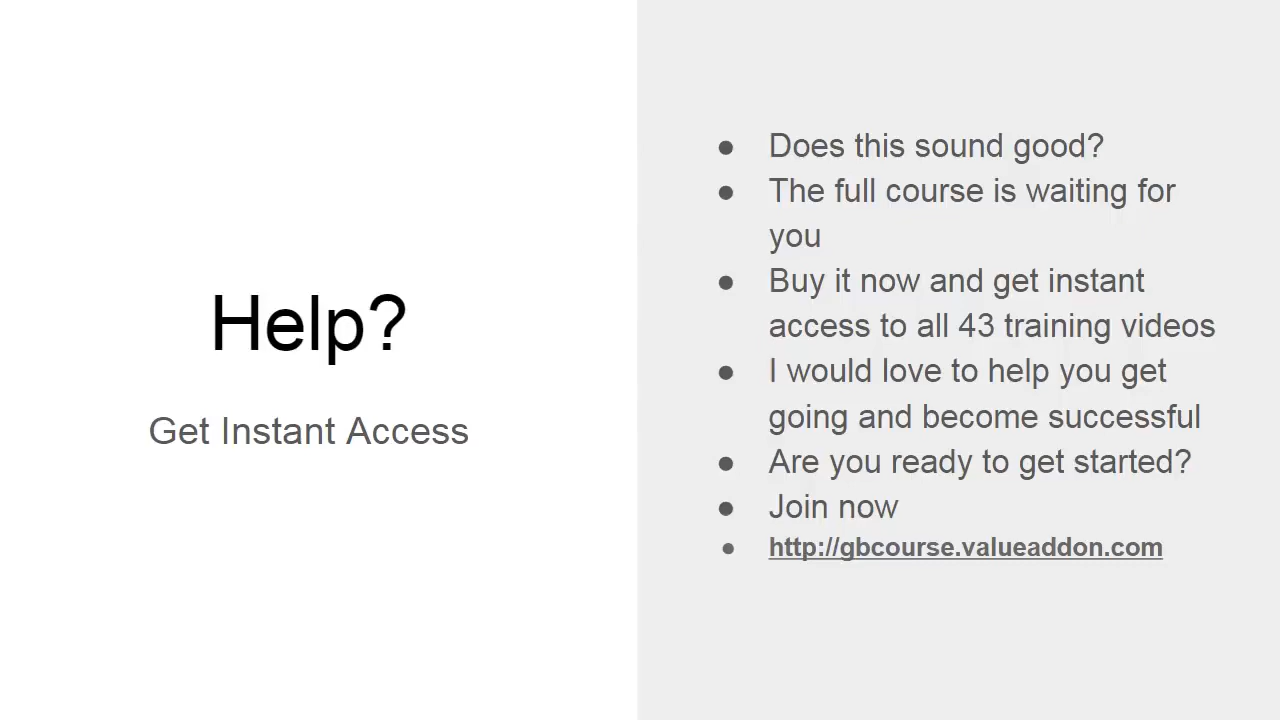 Help?
Get Instant Access
● Does this sound good?
● The full course is waiting for
you
● Buy it now and get instant
access to all 43 training videos
● I would love to help you get
going and become successful
● Are you ready to get started?
● Join now
● http://gbcourse.valueaddon.com